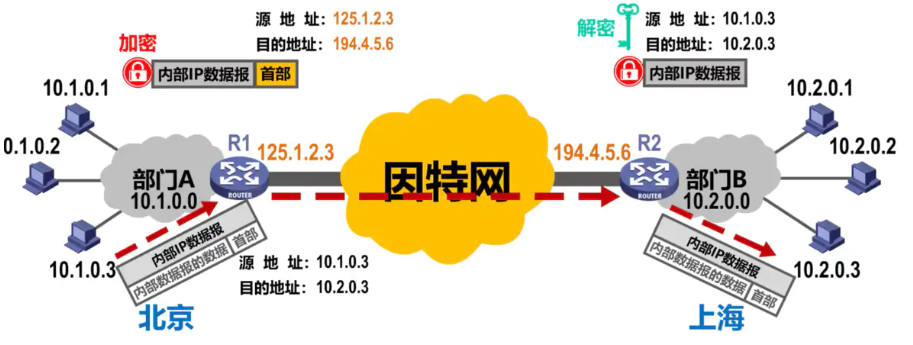 源 地 址：125.1.2.3
目的地址：194.4.5.6
加密
内部IP数据报 首部
解密
源 地 址：10.1.0.3
目的地址：10.2.0.3
内部IP数据报
10.1.0.1
0.1.0.2
10.1.0.3
部门A
10.1.0.0
R1
ROUTER
125.1.2.3
因特网
194.4.5.6
R2
ROUTER
部门B
10.2.0.0
10.2.0.1
10.2.0.2
10.2.0.3
内部IP数据报
内部数据报的数据 首部
源 地 址：10.1.0.3
目的地址：10.2.0.3
内部IP数据报
内部数据报的数据 首部
北京
上海